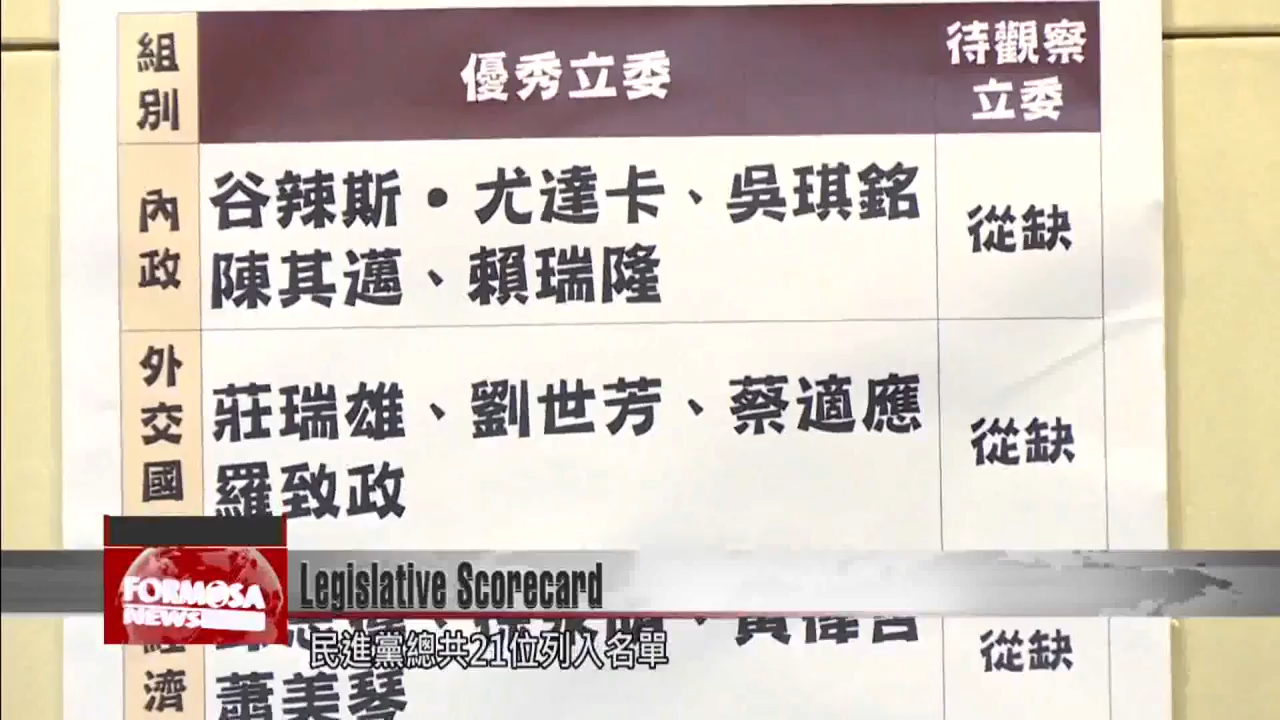 組別
優秀立委
待觀察
立委
內政
谷辣斯・尤達卡、吳琪銘
陳其邁、賴瑞隆
從缺
外交國
莊瑞雄、劉世芳、蔡適應
羅致政
從缺
FORMOSA
NEWS
Legislative Scorecard
民進黨總共21位列入名單
濟
蕭美琴
從缺